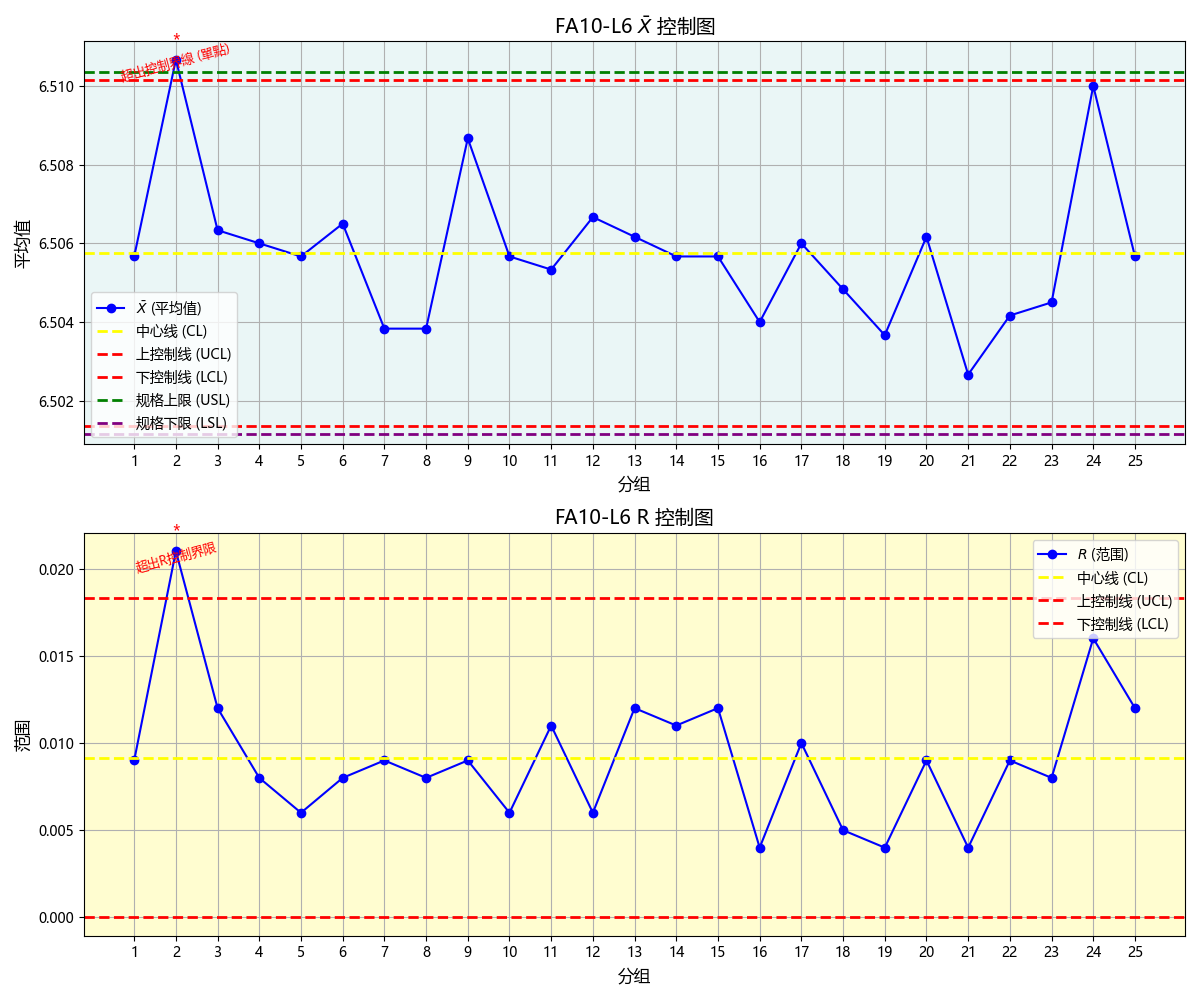 FA10-L6 X̄ 控制图
*
超出控制界線 (單點)
6.510
6.508
6.506
6.504
6.502
平均值
X̄ (平均值)
中心线 (CL)
上控制线 (UCL)
下控制线 (LCL)
规格上限 (USL)
规格下限 (LSL)
1 2 3 4 5 6 7 8 9 10 11 12 13 14 15 16 17 18 19 20 21 22 23 24 25
分组
FA10-L6 R 控制图
*
超出R控制界限
0.020
0.015
0.010
0.005
0.000
范围
R (范围)
中心线 (CL)
上控制线 (UCL)
下控制线 (LCL)
1 2 3 4 5 6 7 8 9 10 11 12 13 14 15 16 17 18 19 20 21 22 23 24 25
分组